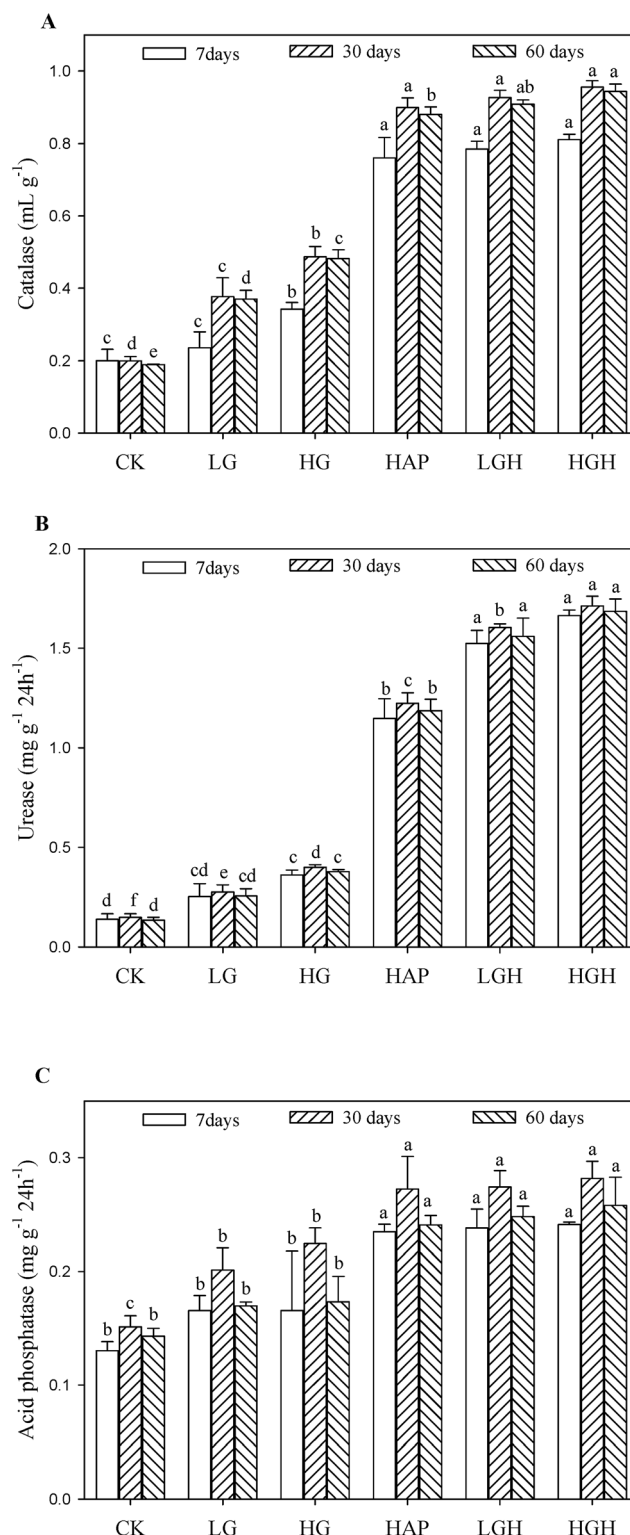 A
7days 30 days 60 days
1.0
0.8
0.6
0.4
0.2
0.0
Catalase (mL g-1)
c d e
c c d
b b c
a a b
a a ab
a a a
CK LG HG HAP LGH HGH
B
7days 30 days 60 days
2.0
1.5
1.0
0.5
0.0
Urease (mg g-1 24h-1)
d f d
cd e cd
c d c
b c b
a b a
a a a
CK LG HG HAP LGH HGH
C
7days 30 days 60 days
0.3
0.2
0.1
0.0
Acid phosphatase (mg g-1 24h-1)
b c b
b b b
b b b
a a a
a a a
a a a
CK LG HG HAP LGH HGH